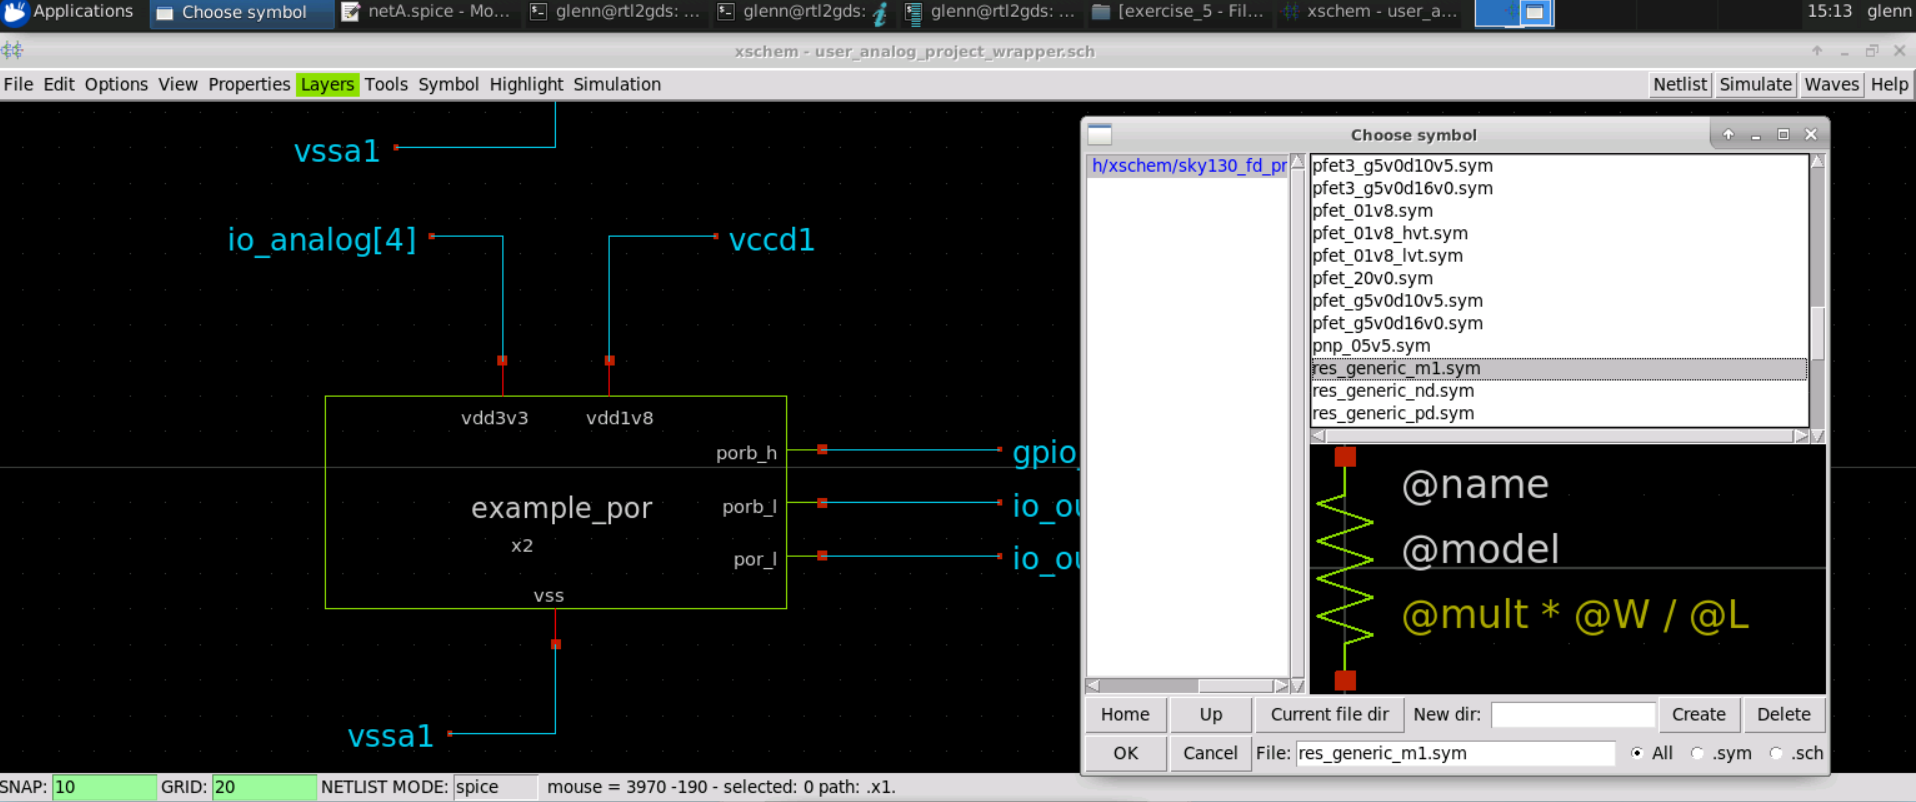 Applications Choose symbol netA.spice - Mo... glenn@rtl2gds: ... glenn@rtl2gds: glenn@rtl2gds: ... [exercise_5 - Fil... xschem - user_a... 15:13 glenn
xschem - user_analog_project_wrapper.sch
File Edit Options View Properties Layers Tools Symbol Highlight Simulation Netlist Simulate Waves Help
vssa1
io_analog[4]
vccd1
vdd3v3 vdd1v8
porb_h
porb_l
por_l
example_por
x2
vss
gpio_
io_ou
io_ou
vssa1
Choose symbol
h/xschem/sky130_fd_pr
pfet3_g5v0d10v5.sym
pfet3_g5v0d16v0.sym
pfet_01v8.sym
pfet_01v8_hvt.sym
pfet_01v8_lvt.sym
pfet_20v0.sym
pfet_g5v0d10v5.sym
pfet_g5v0d16v0.sym
pnp_05v5.sym
res_generic_m1.sym
res_generic_nd.sym
res_generic_pd.sym
@name
@model
@mult * @W / @L
Home Up Current file dir New dir: Create Delete
OK Cancel File: res_generic_m1.sym All .sym .sch
SNAP: 10 GRID: 20 NETLIST MODE: spice mouse = 3970 -190 - selected: 0 path: .x1.